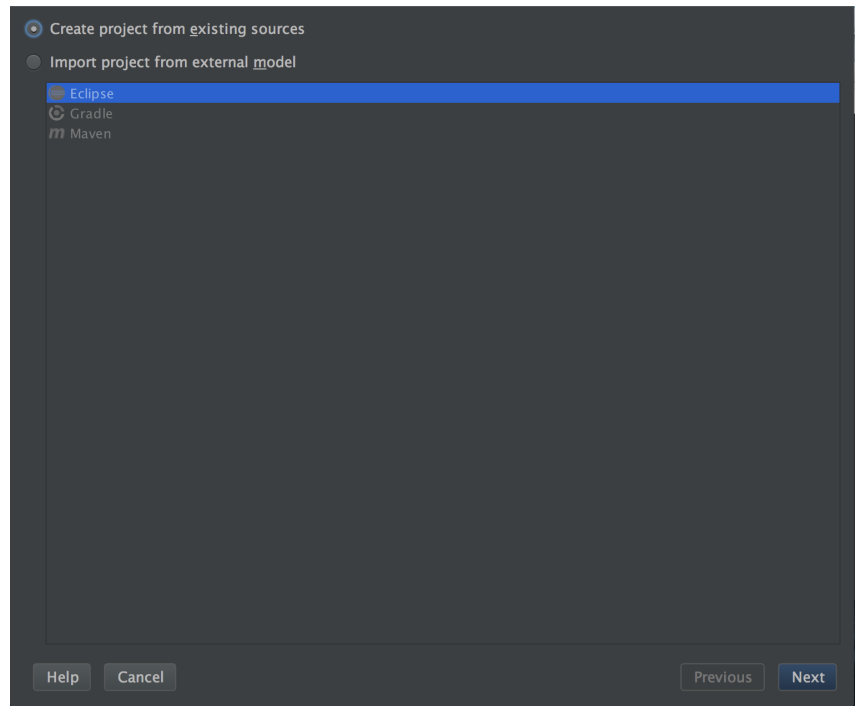 Create project from existing sources
Import project from external model
Eclipse
Gradle
m Maven
Help Cancel Previous Next